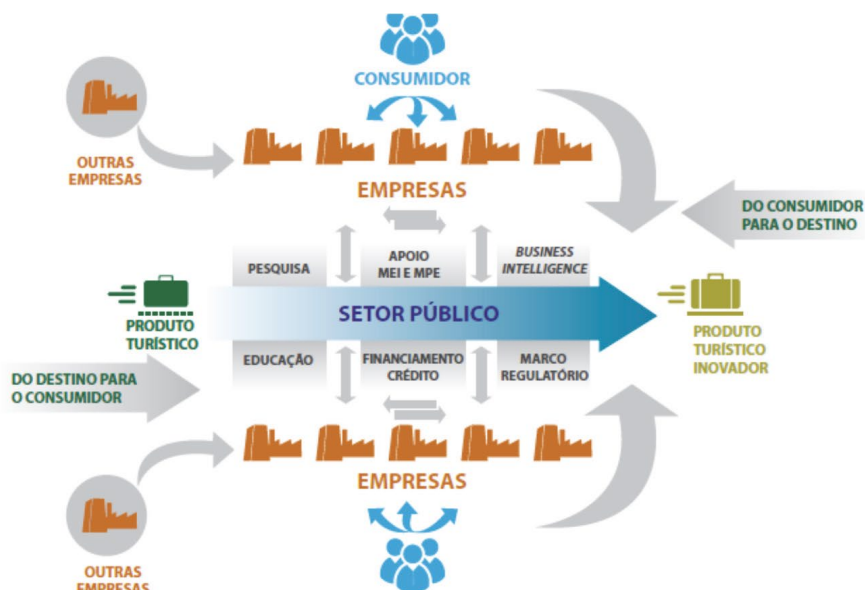 CONSUMIDOR
OUTRAS
EMPRESAS
EMPRESAS
DO CONSUMIDOR
PARA O DESTINO
PESQUISA
APOIO
MEI E MPE
BUSINESS
INTELLIGENCE
SETOR PÚBLICO
PRODUTO
TURÍSTICO
PRODUTO
TURÍSTICO
INOVADOR
EDUCAÇÃO
FINANCIAMENTO
CRÉDITO
MARCO
REGULATÓRIO
DO DESTINO PARA
O CONSUMIDOR
EMPRESAS
OUTRAS
EMPRESAS